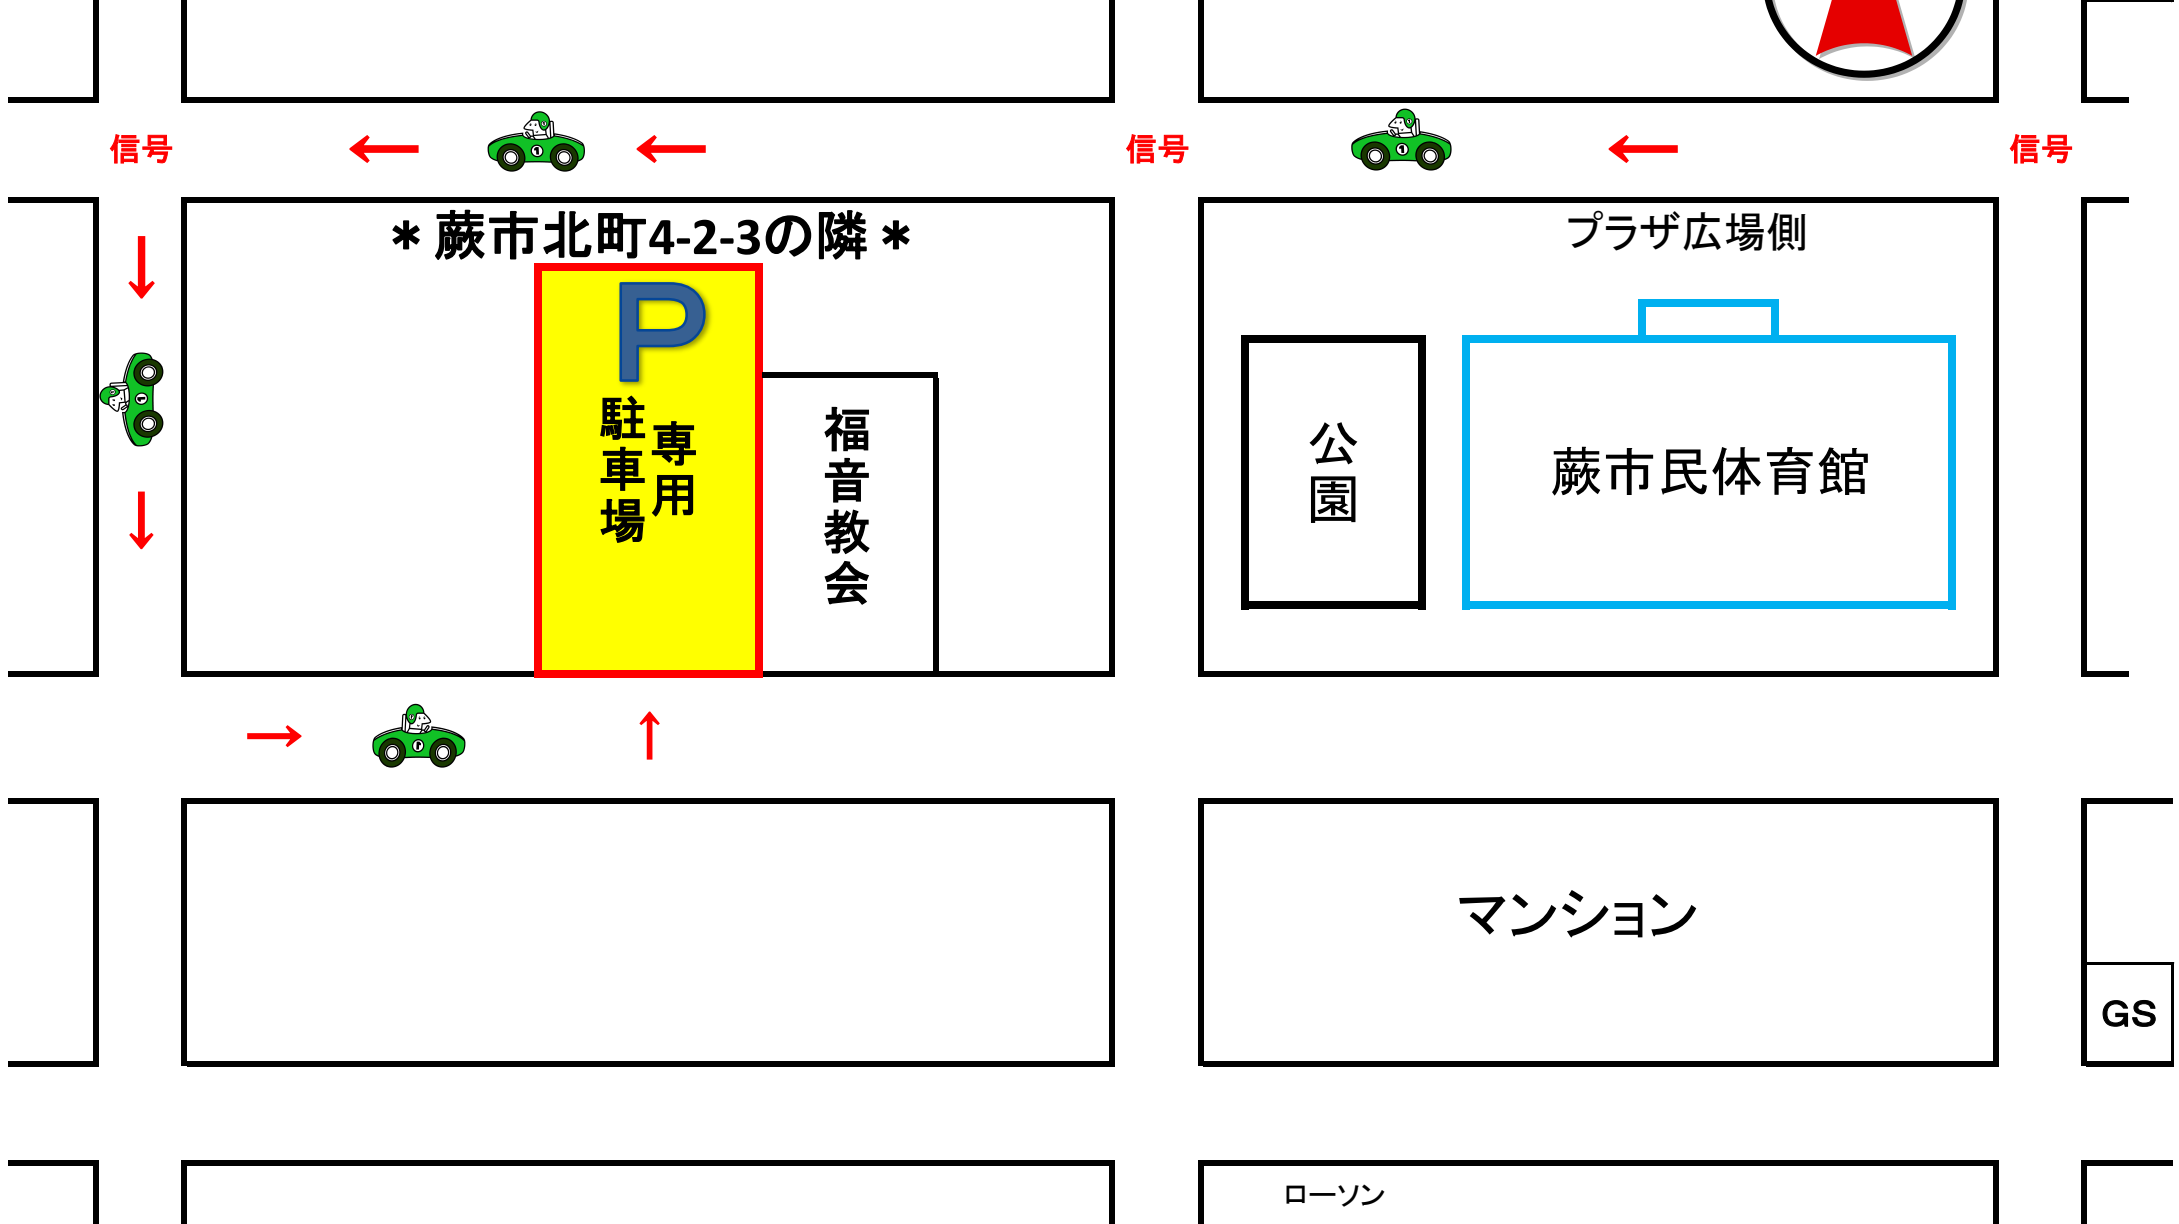 信号
信号
信号
＊蕨市北町4-2-3の隣＊
プラザ広場側
P
専用
駐車場
福音教会
公園
蕨市民体育館
マンション
GS
ローソン